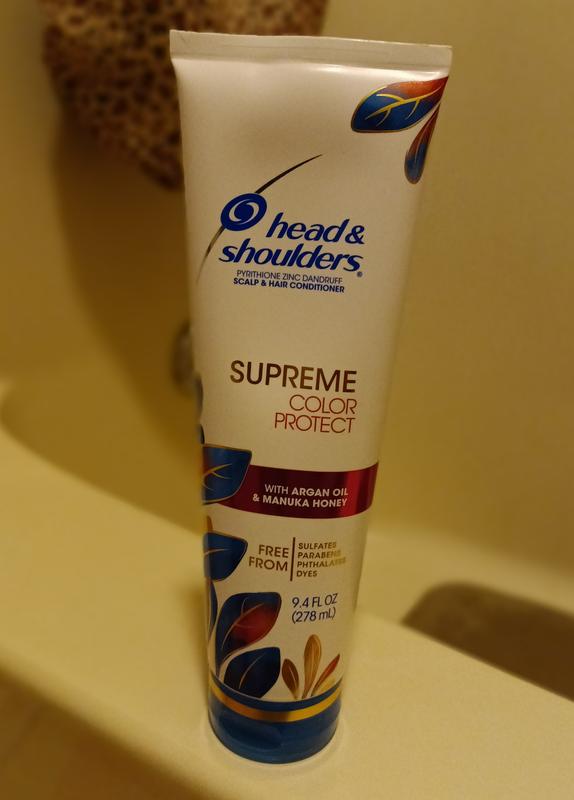 head &
shoulders®
PYRITHIONE ZINC DANDRUFF
SCALP & HAIR CONDITIONER
SUPREME
COLOR
PROTECT
WITH ARGAN OIL
& MANUKA HONEY
FREE FROM
SULFATES
PARABENS
PHTHALATES
DYES
9.4 FL OZ
(278 mL)